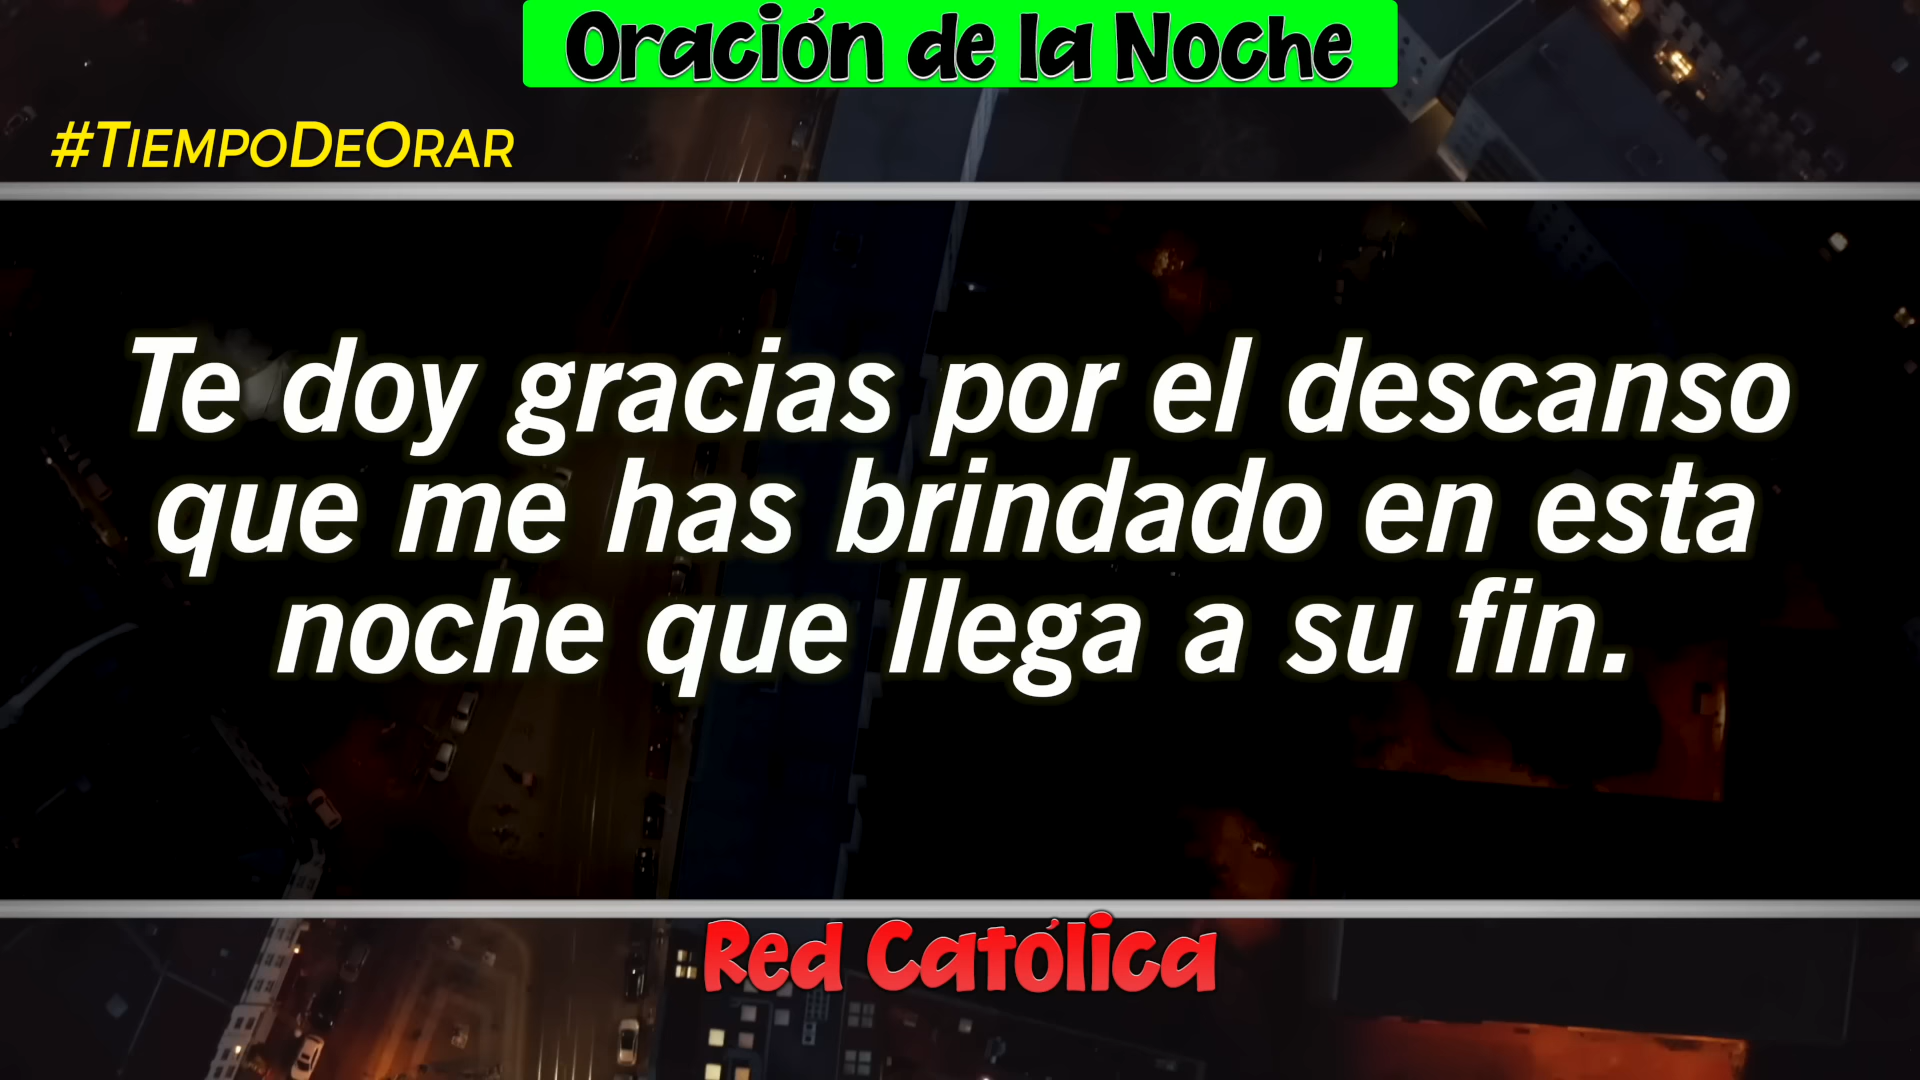 Oración de la Noche
#TiempoDeOrar
Te doy gracias por el descanso
que me has brindado en esta
noche que llega a su fin.
Red Católica